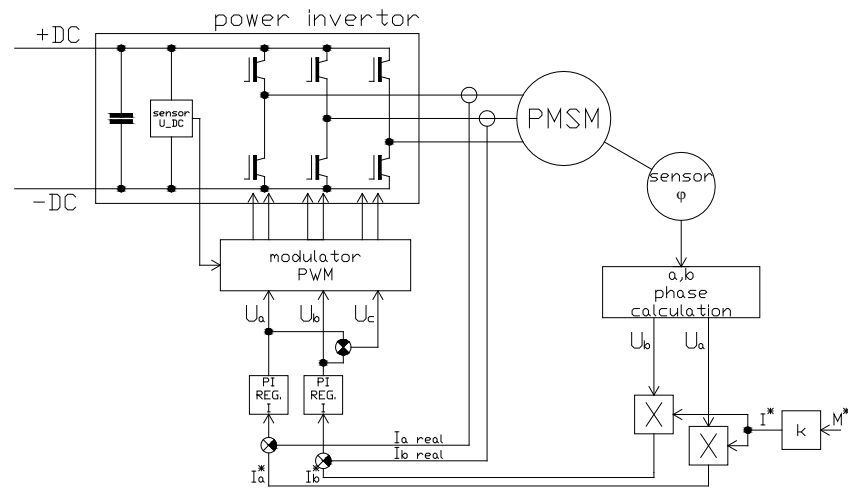 power invertor
+DC
sensor
U_DC
PMSM
sensor
φ
-DC
modulator
PWM
a,b
phase
calculation
Ua
Ub
Uc
Ub
Ua
PI
REG.
I
PI
REG.
I
X
X
I*
k
M*
Ia real
Ib real
Ia*
Ib*